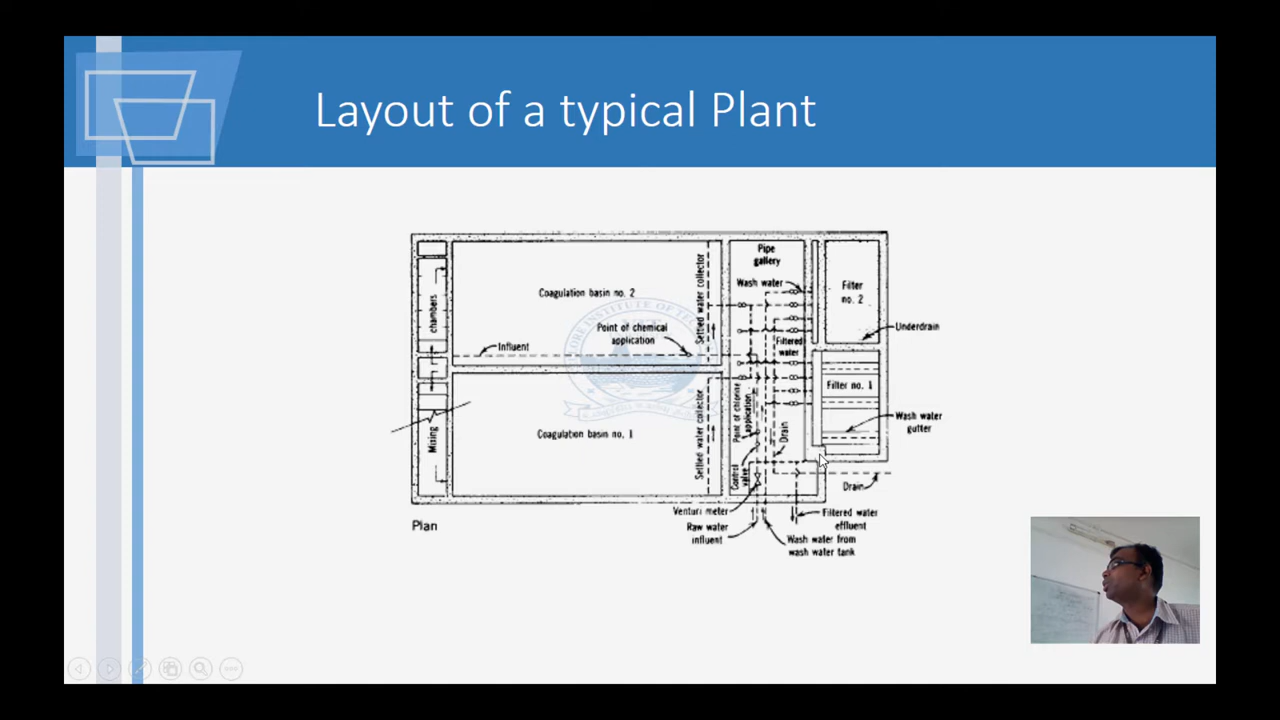 Layout of a typical Plant
Pipe
gallery
Wash water
Filter
no. 2
Coagulation basin no. 2
Settled water collector
chambers
Point of chemical
application
Influent
Underdrain
Filtered
water
Filter no. 1
Point of chlorine
application
Wash water
gutter
Mixing
Coagulation basin no. 1
Settled water collector
Drain
Control
valve
Drain
Plan
Venturi meter
Raw water
influent
Filtered water
effluent
Wash water from
wash water tank